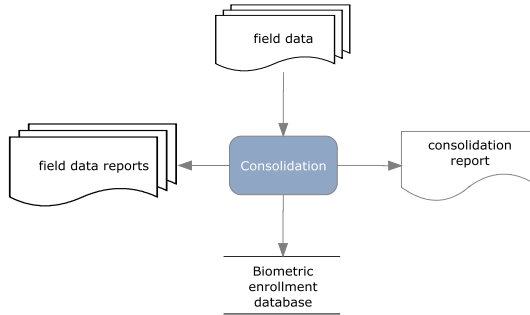 field data
field data reports
Consolidation
consolidation
report
Biometric
enrollment
database